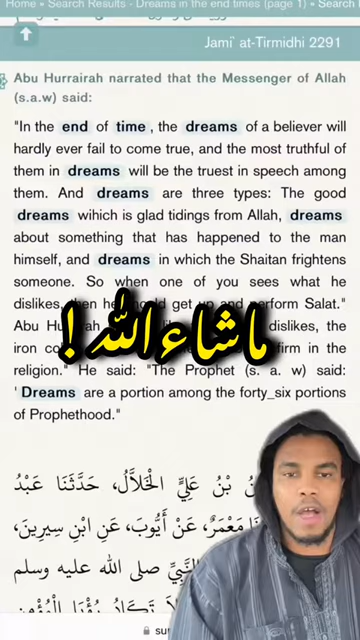 Home » Search Results - Dreams in the end times (page 1) »
Jami` at-Tirmidhi 2291
Abu Hurrairah narrated that the Messenger of Allah
(s.a.w) said:
"In the end of time, the dreams of a believer will
hardly ever fail to come true, and the most truthful of
them in dreams will be the truest in speech among
them. And dreams are three types: The good
dreams wihich is glad tidings from Allah, dreams
about something that has happened to the man
himself, and dreams in which the Shaitan frightens
someone. So when one of you sees what he
dislikes, then he should get up and perform Salat."
ما شاء الله !
Abu dislikes, the
iron firm in the
religion." He said: "The Prophet (s. a. w) said:
'Dreams are a portion among the forty_six portions
of Prophethood."
بْنُ عَلِيٍّ الْخَلاَّلُ، حَدَّثَنَا عَبْدُ
مَعْمَرٌ، عَنْ أَيُّوبَ، عَنِ ابْنِ سِيرِينَ،
صلى الله عليه وسلم
تَكَادُ رُؤْيَا الْمُؤْمِنِ